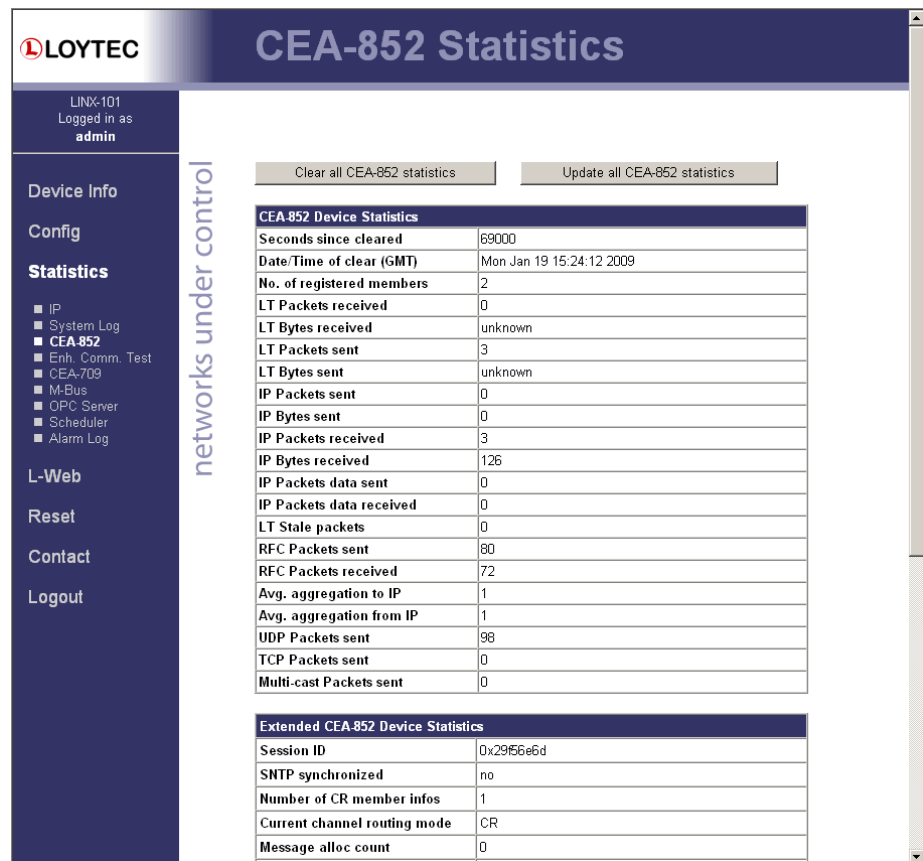 LOYTEC
CEA-852 Statistics
LINX-101
Logged in as
admin
Device Info
Config
Statistics
IP
System Log
CEA-852
Enh. Comm. Test
CEA-709
M-Bus
OPC Server
Scheduler
Alarm Log
L-Web
Reset
Contact
Logout
networks under control
Clear all CEA-852 statistics Update all CEA-852 statistics
CEA-852 Device Statistics
Seconds since cleared 69000
Date/Time of clear (GMT) Mon Jan 19 15:24:12 2009
No. of registered members 2
LT Packets received 0
LT Bytes received unknown
LT Packets sent 3
LT Bytes sent unknown
IP Packets sent 0
IP Bytes sent 0
IP Packets received 3
IP Bytes received 126
IP Packets data sent 0
IP Packets data received 0
LT Stale packets 0
RFC Packets sent 80
RFC Packets received 72
Avg. aggregation to IP 1
Avg. aggregation from IP 1
UDP Packets sent 98
TCP Packets sent 0
Multi-cast Packets sent 0
Extended CEA-852 Device Statistics
Session ID 0x29f56e6d
SNTP synchronized no
Number of CR member infos 1
Current channel routing mode CR
Message alloc count 0